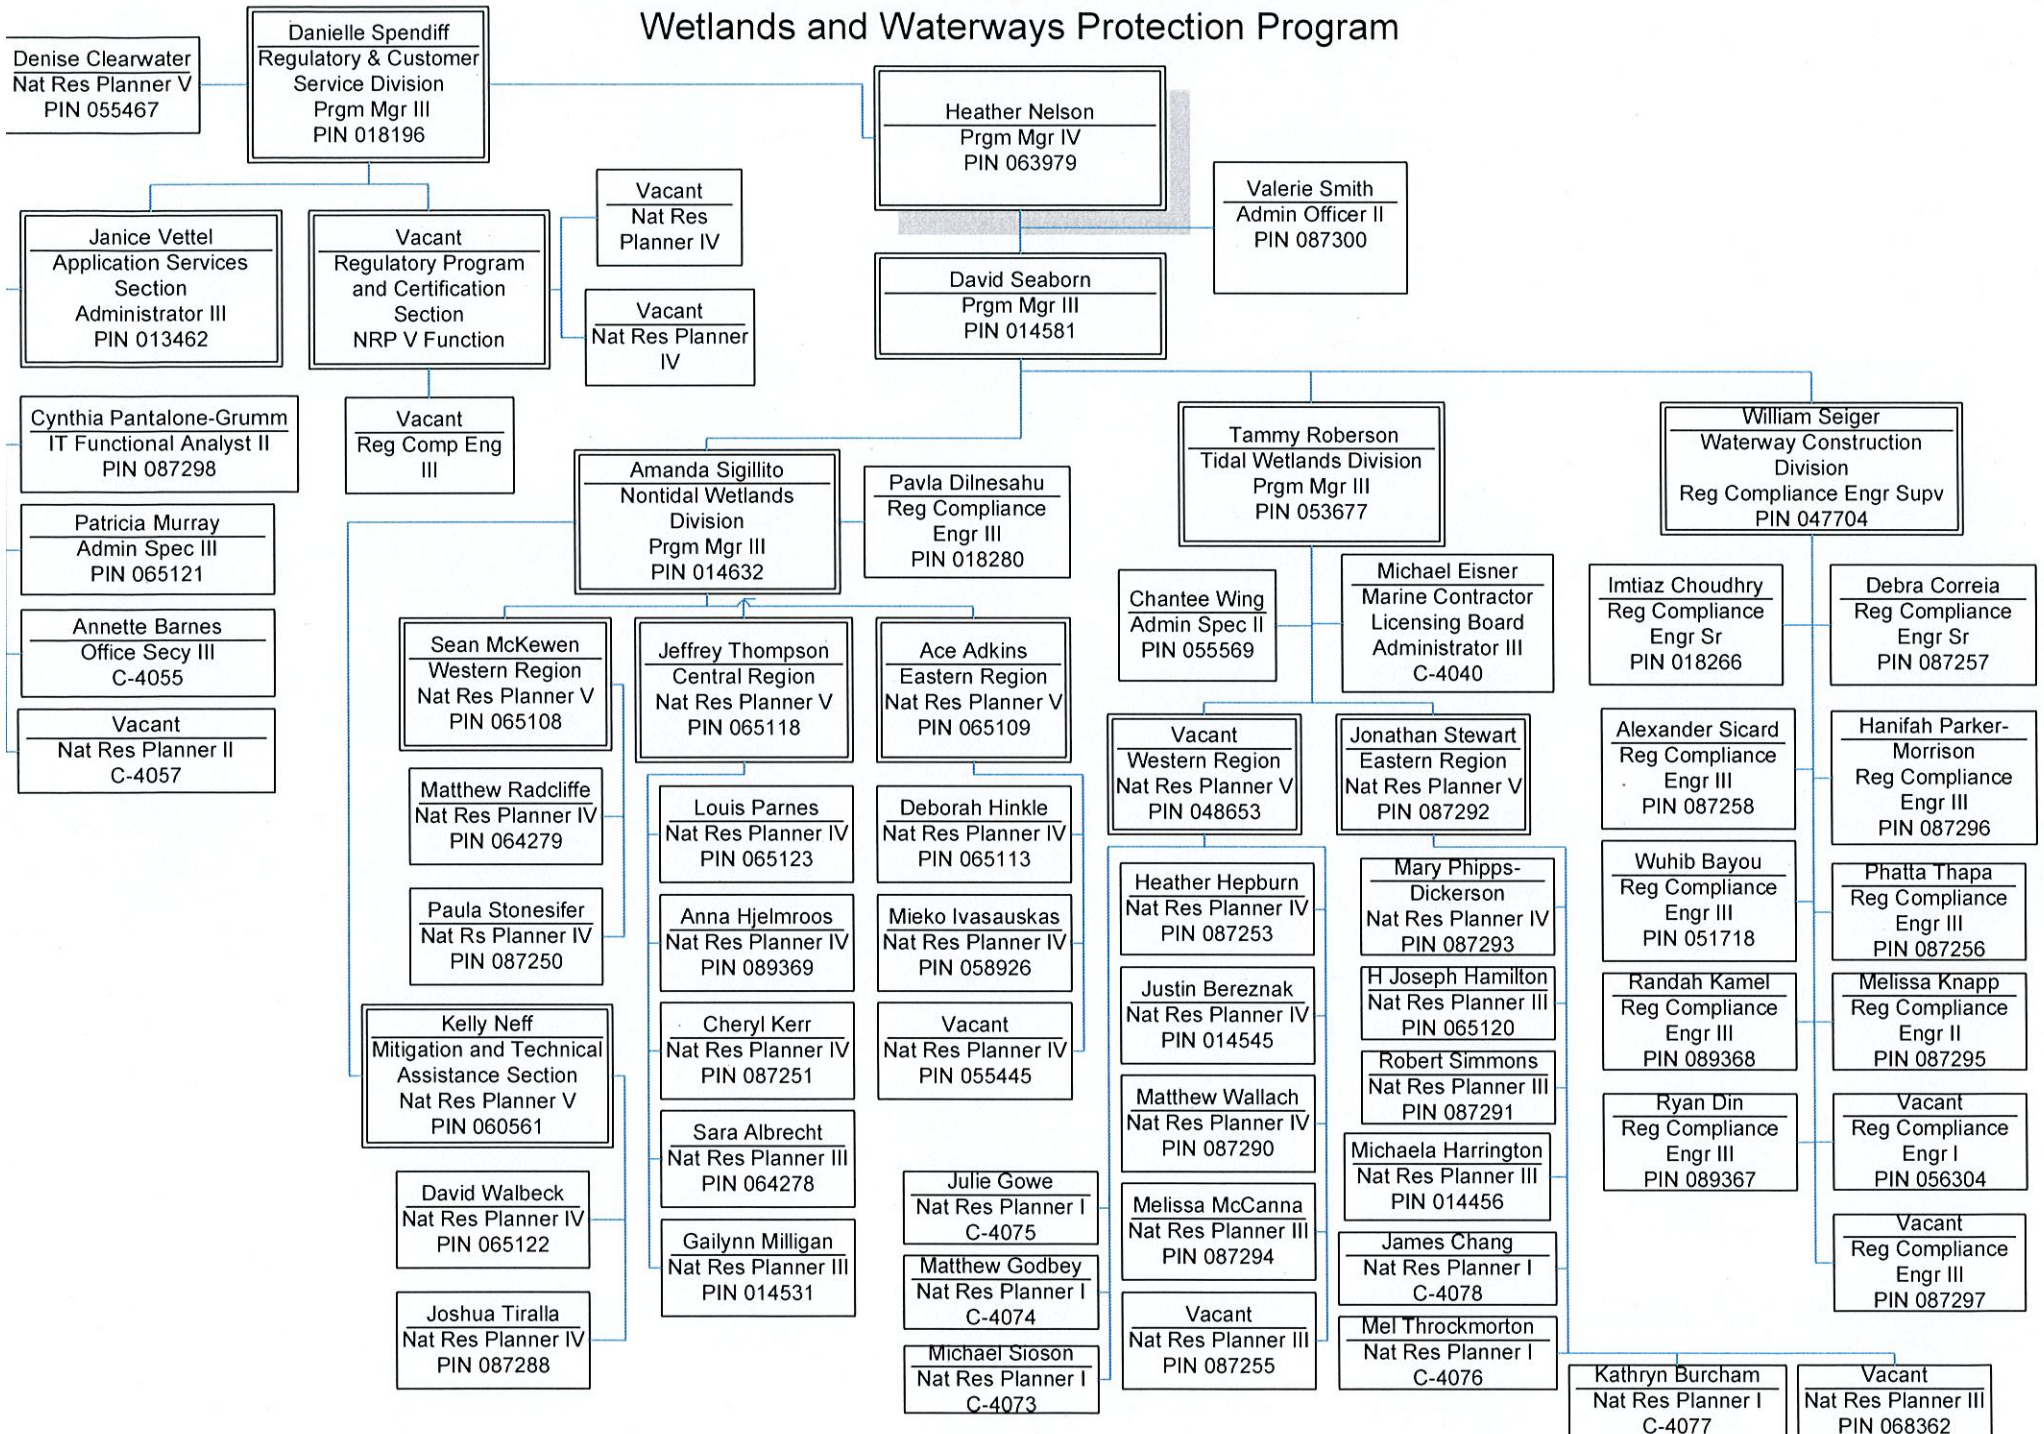 Wetlands and Waterways Protection Program
Denise Clearwater
Nat Res Planner V
PIN 055467
Danielle Spendiff
Regulatory & Customer
Service Division
Prgm Mgr III
PIN 018196
Heather Nelson
Prgm Mgr IV
PIN 063979
Valerie Smith
Admin Officer II
PIN 087300
David Seaborn
Prgm Mgr III
PIN 014581
Janice Vettel
Application Services
Section
Administrator III
PIN 013462
Vacant
Regulatory Program
and Certification
Section
NRP V Function
Vacant
Nat Res
Planner IV
Vacant
Nat Res Planner
IV
Cynthia Pantalone-Grumm
IT Functional Analyst II
PIN 087298
Patricia Murray
Admin Spec III
PIN 065121
Annette Barnes
Office Secy III
C-4055
Vacant
Nat Res Planner II
C-4057
Vacant
Reg Comp Eng
III
Amanda Sigillito
Nontidal Wetlands
Division
Prgm Mgr III
PIN 014632
Pavla Dilnesahu
Reg Compliance
Engr III
PIN 018280
Tammy Roberson
Tidal Wetlands Division
Prgm Mgr III
PIN 053677
William Seiger
Waterway Construction
Division
Reg Compliance Engr Supv
PIN 047704
Chantee Wing
Admin Spec II
PIN 055569
Michael Eisner
Marine Contractor
Licensing Board
Administrator III
C-4040
Sean McKewen
Western Region
Nat Res Planner V
PIN 065108
Matthew Radcliffe
Nat Res Planner IV
PIN 064279
Paula Stonesifer
Nat Rs Planner IV
PIN 087250
Kelly Neff
Mitigation and Technical
Assistance Section
Nat Res Planner V
PIN 060561
David Walbeck
Nat Res Planner IV
PIN 065122
Joshua Tiralla
Nat Res Planner IV
PIN 087288
Jeffrey Thompson
Central Region
Nat Res Planner V
PIN 065118
Louis Parnes
Nat Res Planner IV
PIN 065123
Anna Hjelmroos
Nat Res Planner IV
PIN 089369
Cheryl Kerr
Nat Res Planner IV
PIN 087251
Sara Albrecht
Nat Res Planner III
PIN 064278
Gailynn Milligan
Nat Res Planner III
PIN 014531
Ace Adkins
Eastern Region
Nat Res Planner V
PIN 065109
Deborah Hinkle
Nat Res Planner IV
PIN 065113
Mieko Ivasauskas
Nat Res Planner IV
PIN 058926
Vacant
Nat Res Planner IV
PIN 055445
Vacant
Western Region
Nat Res Planner V
PIN 048653
Heather Hepburn
Nat Res Planner IV
PIN 087253
Justin Bereznak
Nat Res Planner IV
PIN 014545
Matthew Wallach
Nat Res Planner IV
PIN 087290
Melissa McCanna
Nat Res Planner III
PIN 087294
Vacant
Nat Res Planner III
PIN 087255
Julie Gowe
Nat Res Planner I
C-4075
Matthew Godbey
Nat Res Planner I
C-4074
Michael Sioson
Nat Res Planner I
C-4073
Jonathan Stewart
Eastern Region
Nat Res Planner V
PIN 087292
Mary Phipps-
Dickerson
Nat Res Planner IV
PIN 087293
H Joseph Hamilton
Nat Res Planner III
PIN 065120
Robert Simmons
Nat Res Planner III
PIN 087291
Michaela Harrington
Nat Res Planner III
PIN 014456
James Chang
Nat Res Planner I
C-4078
Mel Throckmorton
Nat Res Planner I
C-4076
Kathryn Burcham
Nat Res Planner I
C-4077
Vacant
Nat Res Planner III
PIN 068362
Imtiaz Choudhry
Reg Compliance
Engr Sr
PIN 018266
Debra Correia
Reg Compliance
Engr Sr
PIN 087257
Alexander Sicard
Reg Compliance
Engr III
PIN 087258
Hanifah Parker-
Morrison
Reg Compliance
Engr III
PIN 087296
Wuhib Bayou
Reg Compliance
Engr III
PIN 051718
Phatta Thapa
Reg Compliance
Engr III
PIN 087256
Randah Kamel
Reg Compliance
Engr III
PIN 089368
Melissa Knapp
Reg Compliance
Engr II
PIN 087295
Ryan Din
Reg Compliance
Engr III
PIN 089367
Vacant
Reg Compliance
Engr I
PIN 056304
Vacant
Reg Compliance
Engr III
PIN 087297